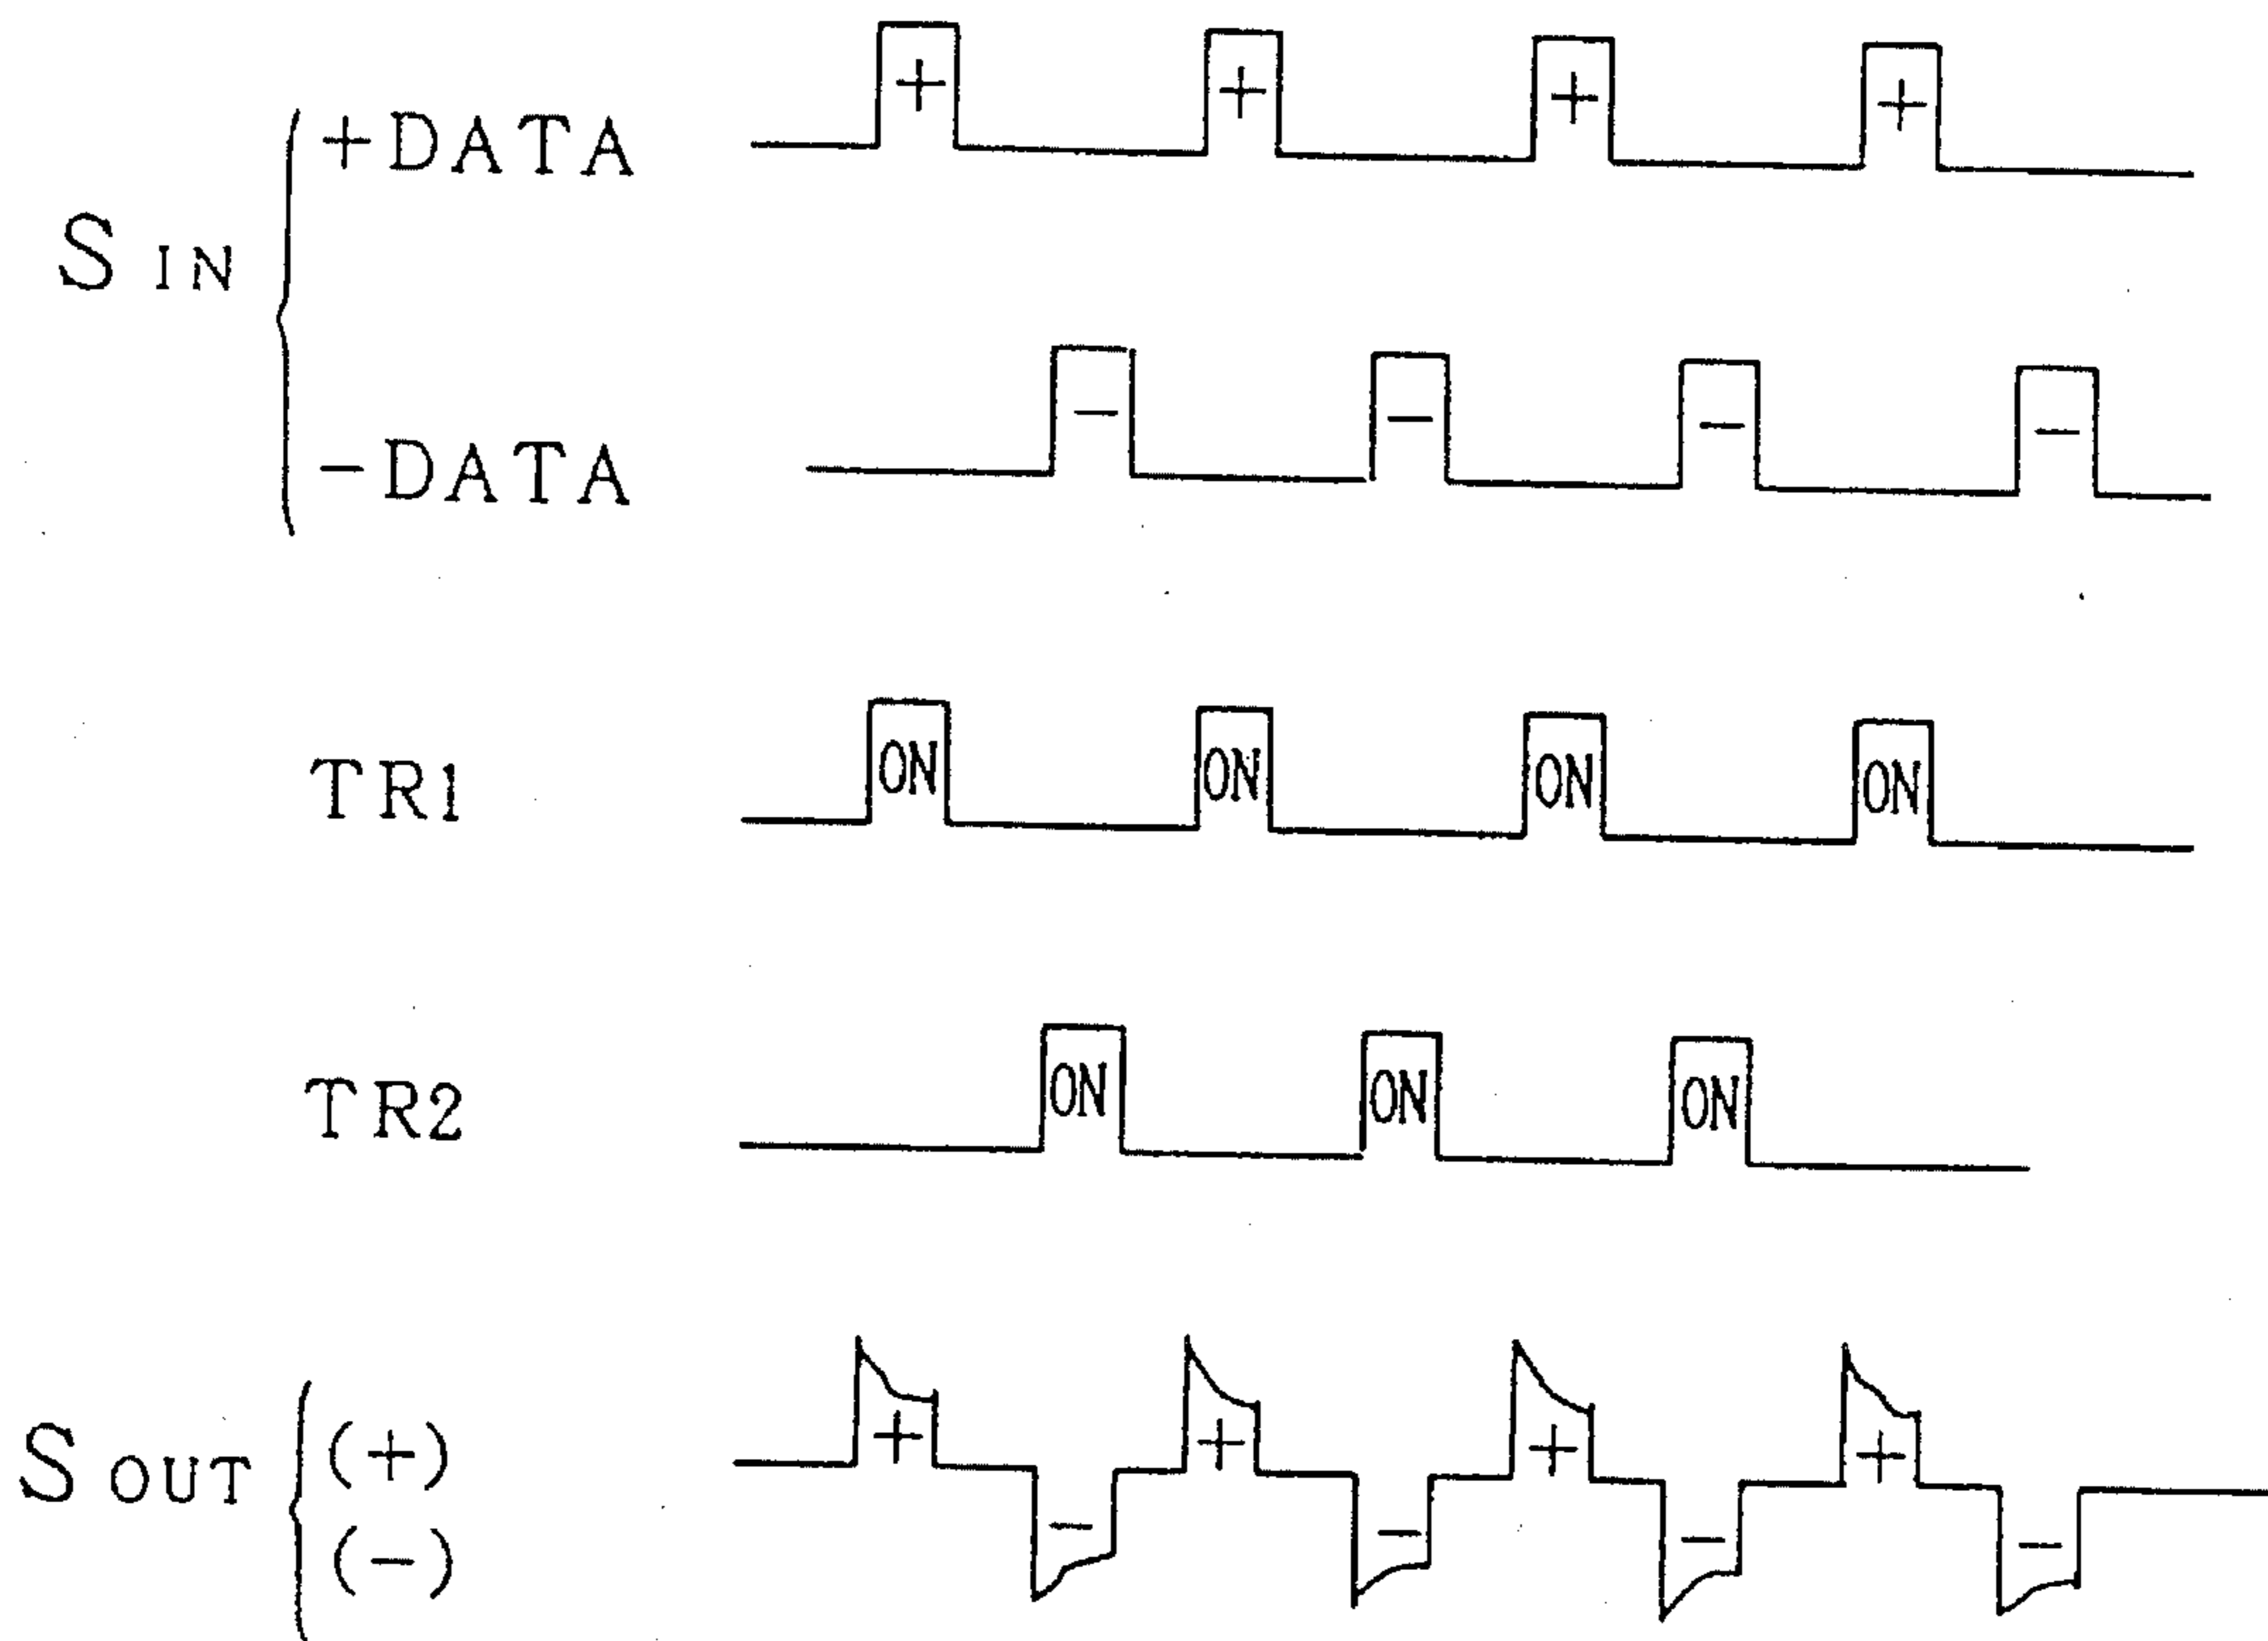 + + + +
+DATA
SIN
- - - -
-DATA
ON ON ON ON
TR1
ON ON ON
TR2
+ + + +
SOUT (+)
- - - -
(-)